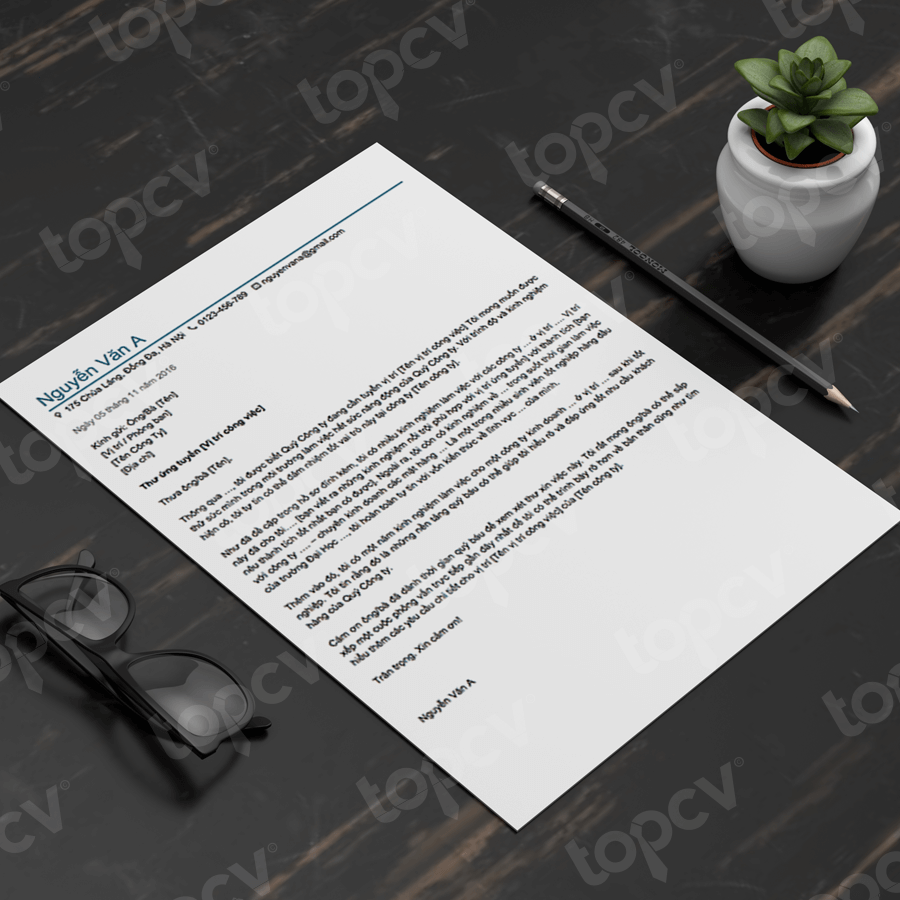 Nguyễn Văn A
175 Chùa Láng, Đống Đa, Hà Nội 0123-456-789 nguyenvana@gmail.com
Ngày 05 tháng 11 năm 2016
Kính gửi: Ông/Bà [Tên]
[Vị trí / Phòng ban]
[Tên Công Ty]
[Địa chỉ]
Thư ứng tuyển [Vị trí công việc]
Thưa ông/bà [Tên],
Thông qua ..., tôi được biết Quý Công ty đang cần tuyển vị trí [Tên vị trí công việc] Tôi mong muốn được
thử sức mình trong môi trường làm việc hết sức năng động của Quý Công ty. Với trình độ và kinh nghiệm
hiện có, tôi tự tin có thể đảm nhiệm tốt vai trò này tại công ty [Tên công ty].
Như đã đề cập trong hồ sơ đính kèm, tôi có nhiều kinh nghiệm làm việc với các công ty ... ở vị trí .... Vị trí
này đã cho tôi.... [bạn viết ra những kinh nghiệm nổi trội phù hợp với vị trí ứng tuyển] với thành tích [bạn
nêu thành tích tốt nhất bạn có được]. Ngoài ra, tôi còn có kinh nghiệm về ... trong suốt thời gian làm việc
với công ty .... – chuyên kinh doanh các mặt hàng ... Là một trong nhiều sinh viên tốt nghiệp hàng đầu
của trường Đại Học ...., tôi hoàn toàn tự tin với vốn kiến thức về lĩnh vực ... của mình.
Thêm vào đó, tôi có một năm kinh nghiệm làm việc cho một công ty kinh doanh ... ở vị trí ... sau khi tốt
nghiệp. Tôi tin rằng đó là những nền tảng quý báu có thể giúp tôi hiểu rõ và đáp ứng tốt nhu cầu khách
hàng của Quý Công ty.
Cảm ơn ông/bà đã dành thời gian quý báu để xem xét thư xin việc này. Tôi rất mong ông/bà có thể sắp
xếp một cuộc phỏng vấn trực tiếp gần đây nhất để tôi có thể trình bày rõ hơn về bản thân cũng như tìm
hiểu thêm các yêu cầu chi tiết cho vị trí [Tên vị trí công việc] của [Tên công ty].
Trân trọng. Xin cảm ơn!
Nguyễn Văn A
topcv